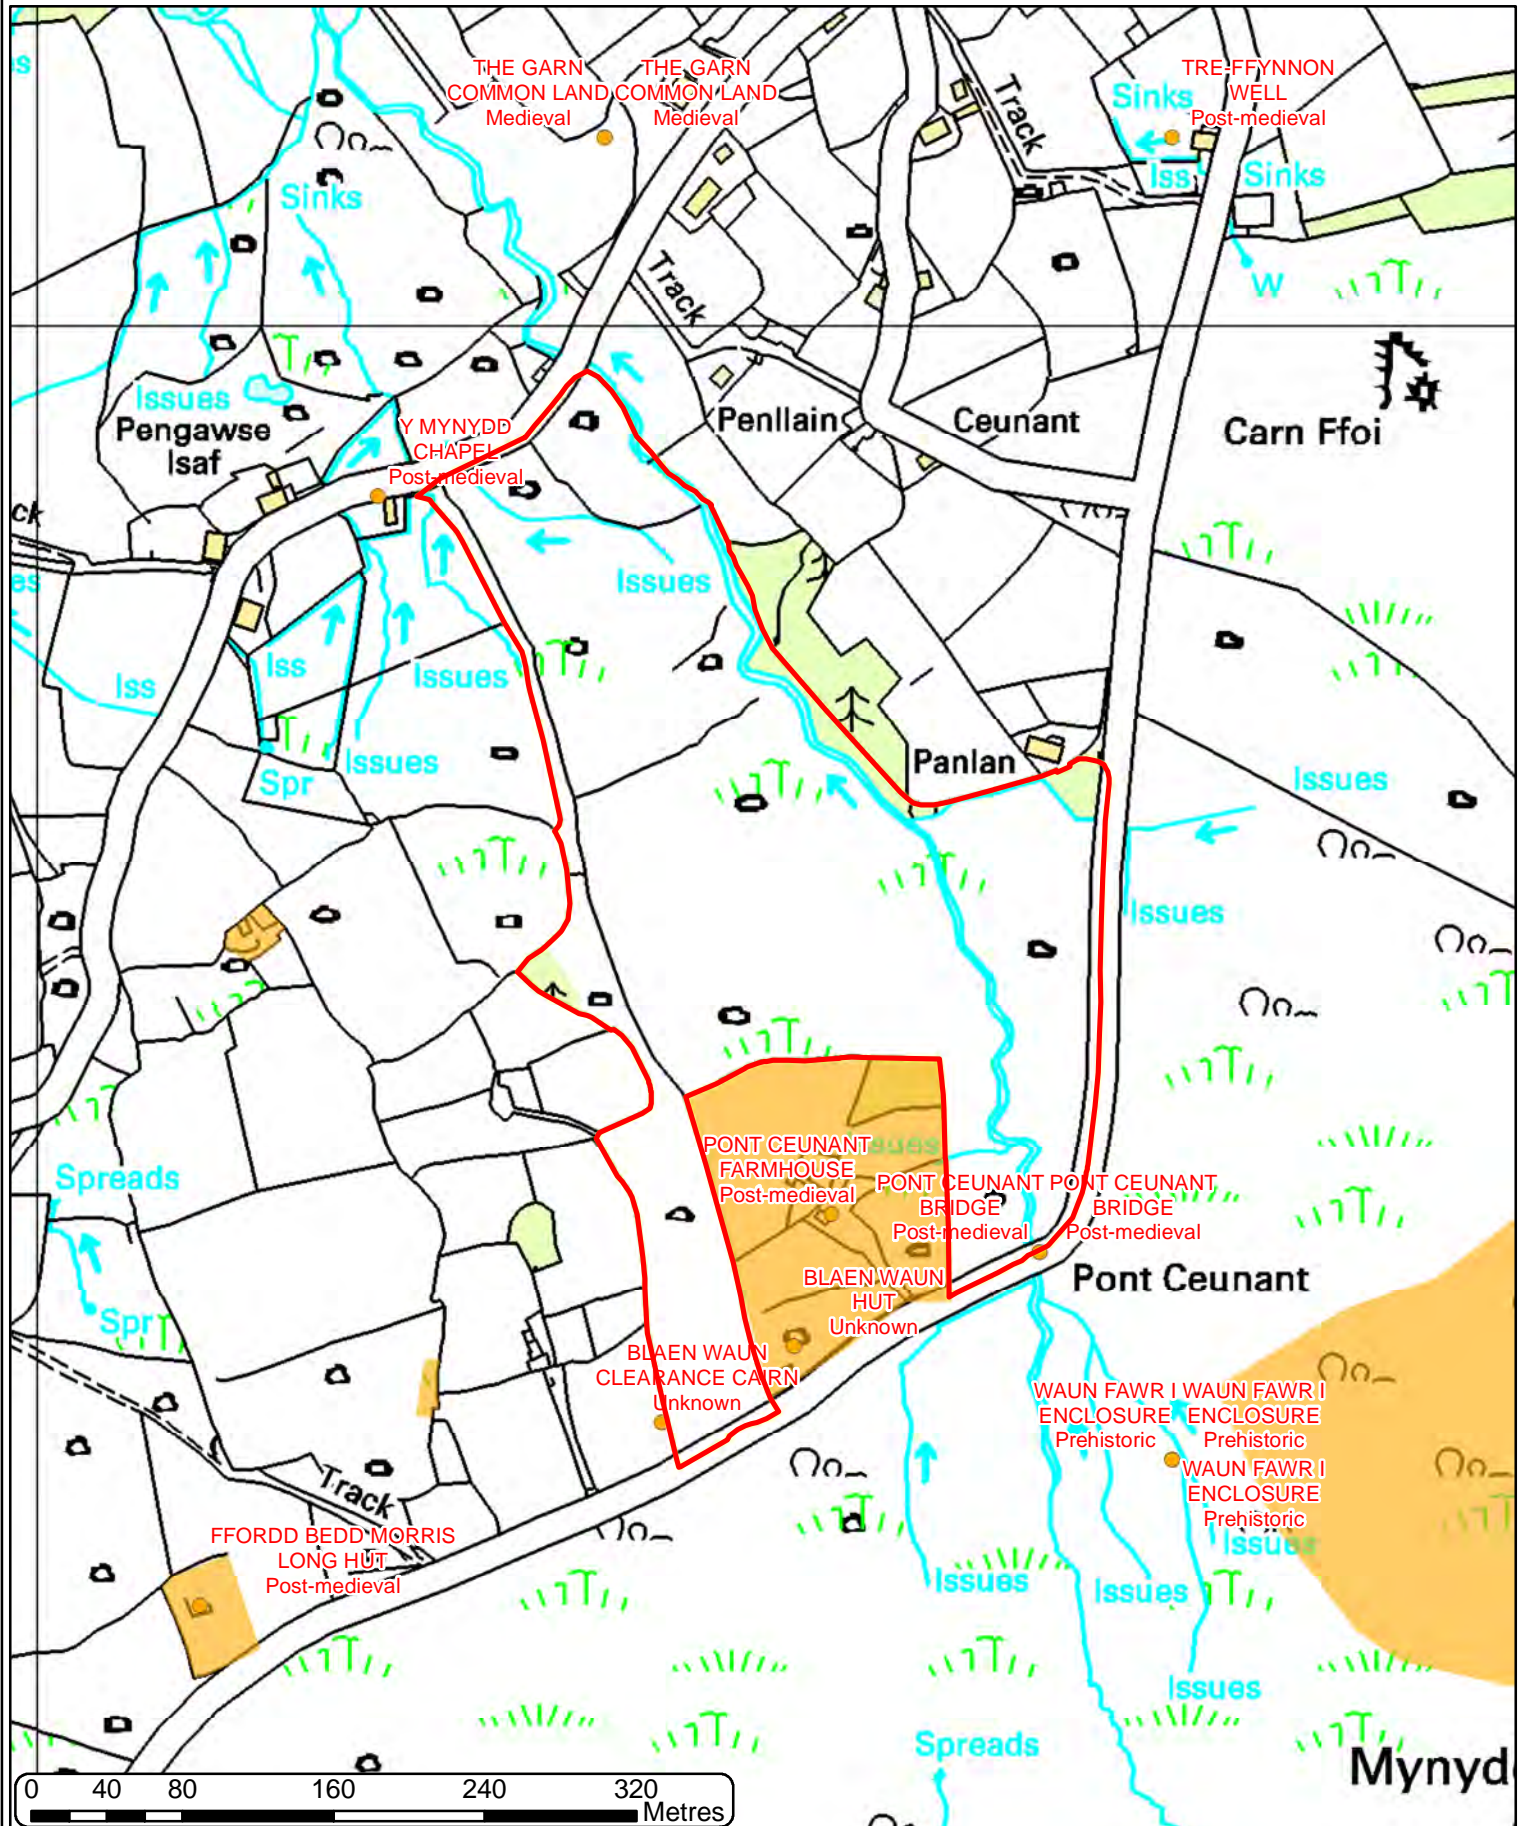 THE GARN
COMMON LAND
Medieval
THE GARN
COMMON LAND
Medieval
TRE-FFYNNON
WELL
Post-medieval
Track
Sinks
Iss
Sinks
W
Sinks
Track
Issues
Pengawse
Isaf
Y MYNYDD
CHAPEL
Post-medieval
Penllain
Ceunant
Carn Ffoi
ck
es
Issues
Iss
Iss
Issues
Spr
Issues
Panlan
Issues
Issues
PONT CEUNANT
FARMHOUSE
Post-medieval
PONT CEUNANT
BRIDGE
Post-medieval
PONT CEUNANT
BRIDGE
Post-medieval
Spreads
Spr
Pont Ceunant
BLAEN WAUN
HUT
Unknown
BLAEN WAUN
CLEARANCE CAIRN
Unknown
WAUN FAWR I
ENCLOSURE
Prehistoric
WAUN FAWR I
ENCLOSURE
Prehistoric
WAUN FAWR I
ENCLOSURE
Prehistoric
Track
FFORDD BEDD MORRIS
LONG HUT
Post-medieval
Issues
Issues
Issues
Issues
Spreads
Mynyd
0 40 80 160 240 320
Metres